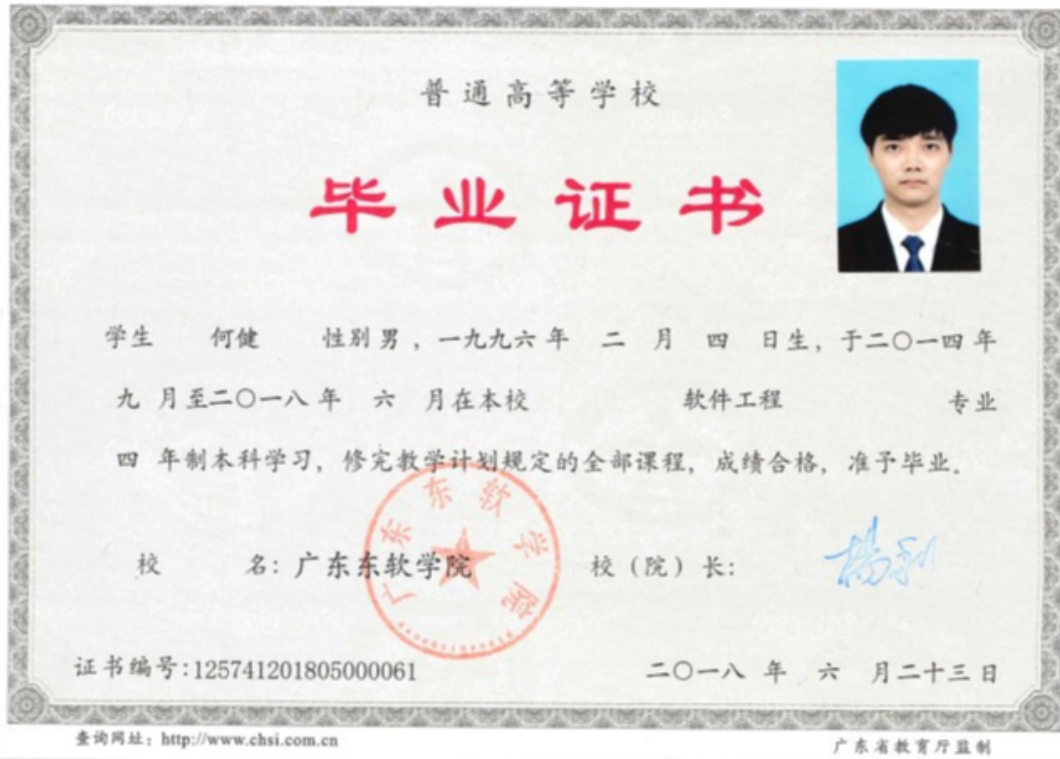 普通高等学校
毕业证书
学生 何健 性别 男 ，一九九六 年 二 月 四 日生，于二〇一四 年
九 月至二〇一八 年 六 月在本校 软件工程 专业
四 年制本科学习，修完教学计划规定的全部课程，成绩合格，准予毕业。
广东东软学院
校 名：广东东软学院 校（院）长：
证书编号：125741201805000061 二〇一八 年 六 月二十三日
查询网址：http://www.chsi.com.cn 广东省教育厅监制